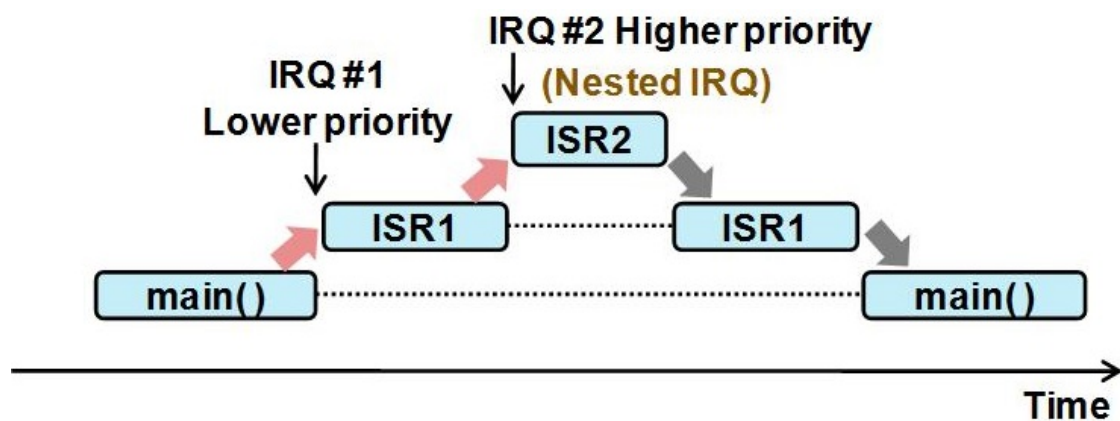 IRQ #2 Higher priority
(Nested IRQ)
IRQ #1
Lower priority
ISR2
ISR1
ISR1
main( )
main( )
Time